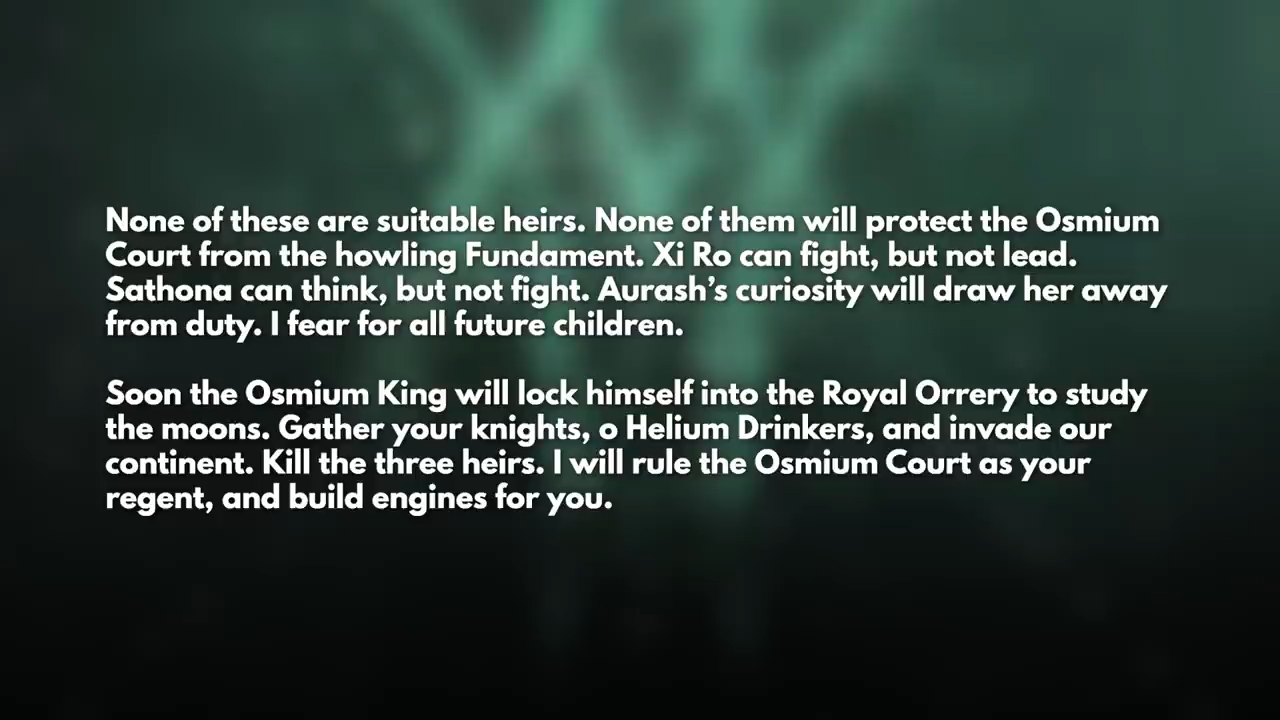 None of these are suitable heirs. None of them will protect the Osmium
Court from the howling Fundament. Xi Ro can fight, but not lead.
Sathona can think, but not fight. Aurash’s curiosity will draw her away
from duty. I fear for all future children.
Soon the Osmium King will lock himself into the Royal Orrery to study
the moons. Gather your knights, o Helium Drinkers, and invade our
continent. Kill the three heirs. I will rule the Osmium Court as your
regent, and build engines for you.